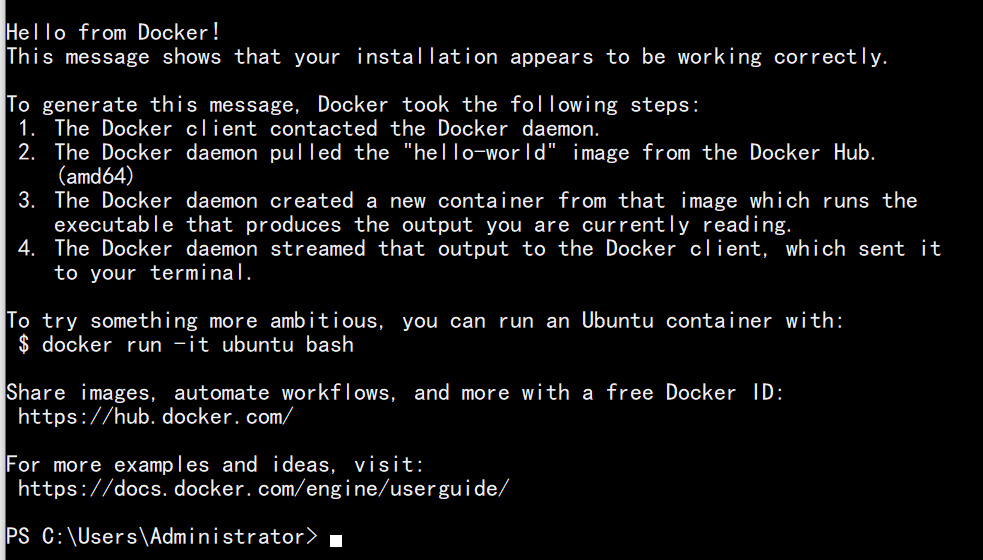 Hello from Docker!
This message shows that your installation appears to be working correctly.
To generate this message, Docker took the following steps:
1. The Docker client contacted the Docker daemon.
2. The Docker daemon pulled the "hello-world" image from the Docker Hub.
(amd64)
3. The Docker daemon created a new container from that image which runs the
executable that produces the output you are currently reading.
4. The Docker daemon streamed that output to the Docker client, which sent it
to your terminal.
To try something more ambitious, you can run an Ubuntu container with:
$ docker run -it ubuntu bash
Share images, automate workflows, and more with a free Docker ID:
https://hub.docker.com/
For more examples and ideas, visit:
https://docs.docker.com/engine/userguide/
PS C:\Users\Administrator>